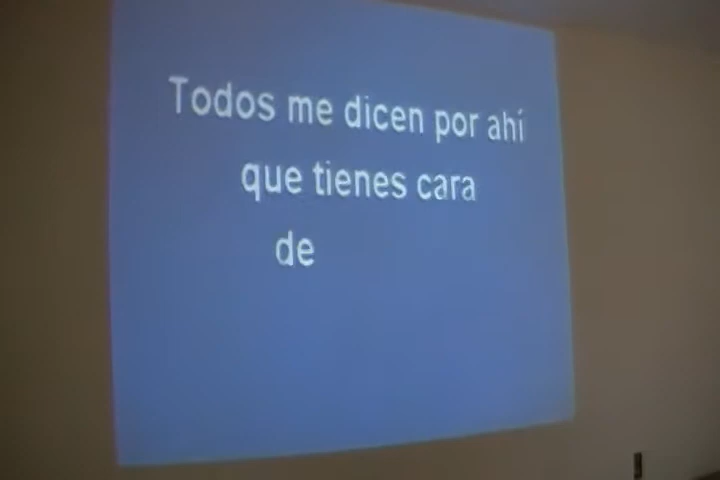 Todos me dicen por ahí
que tienes cara
de